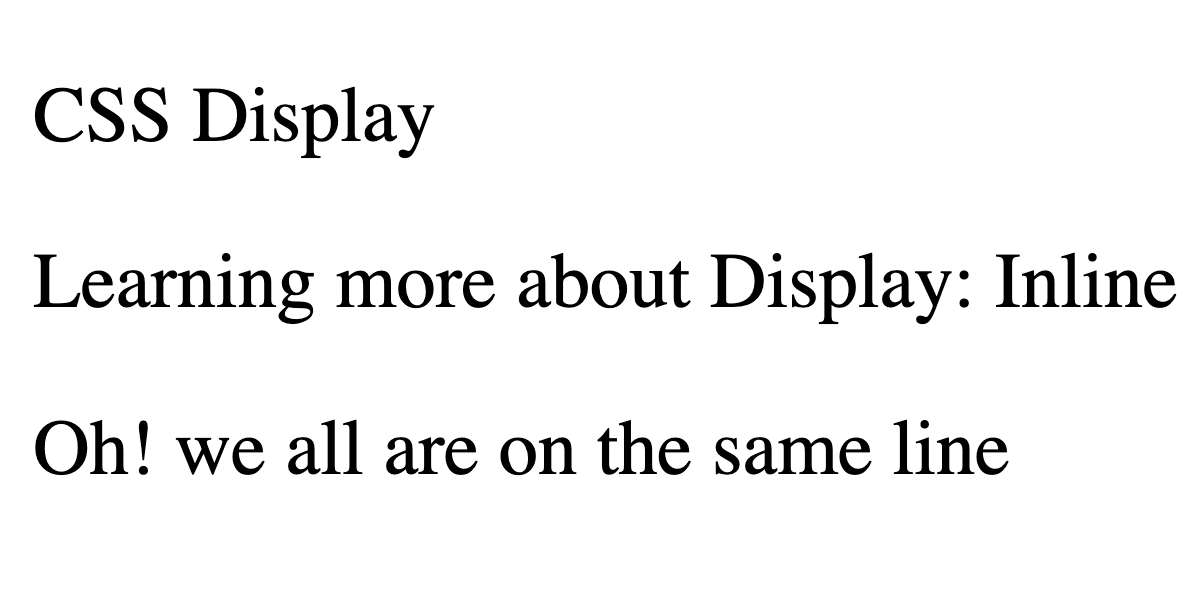 CSS Display
Learning more about Display: Inline
Oh! we all are on the same line